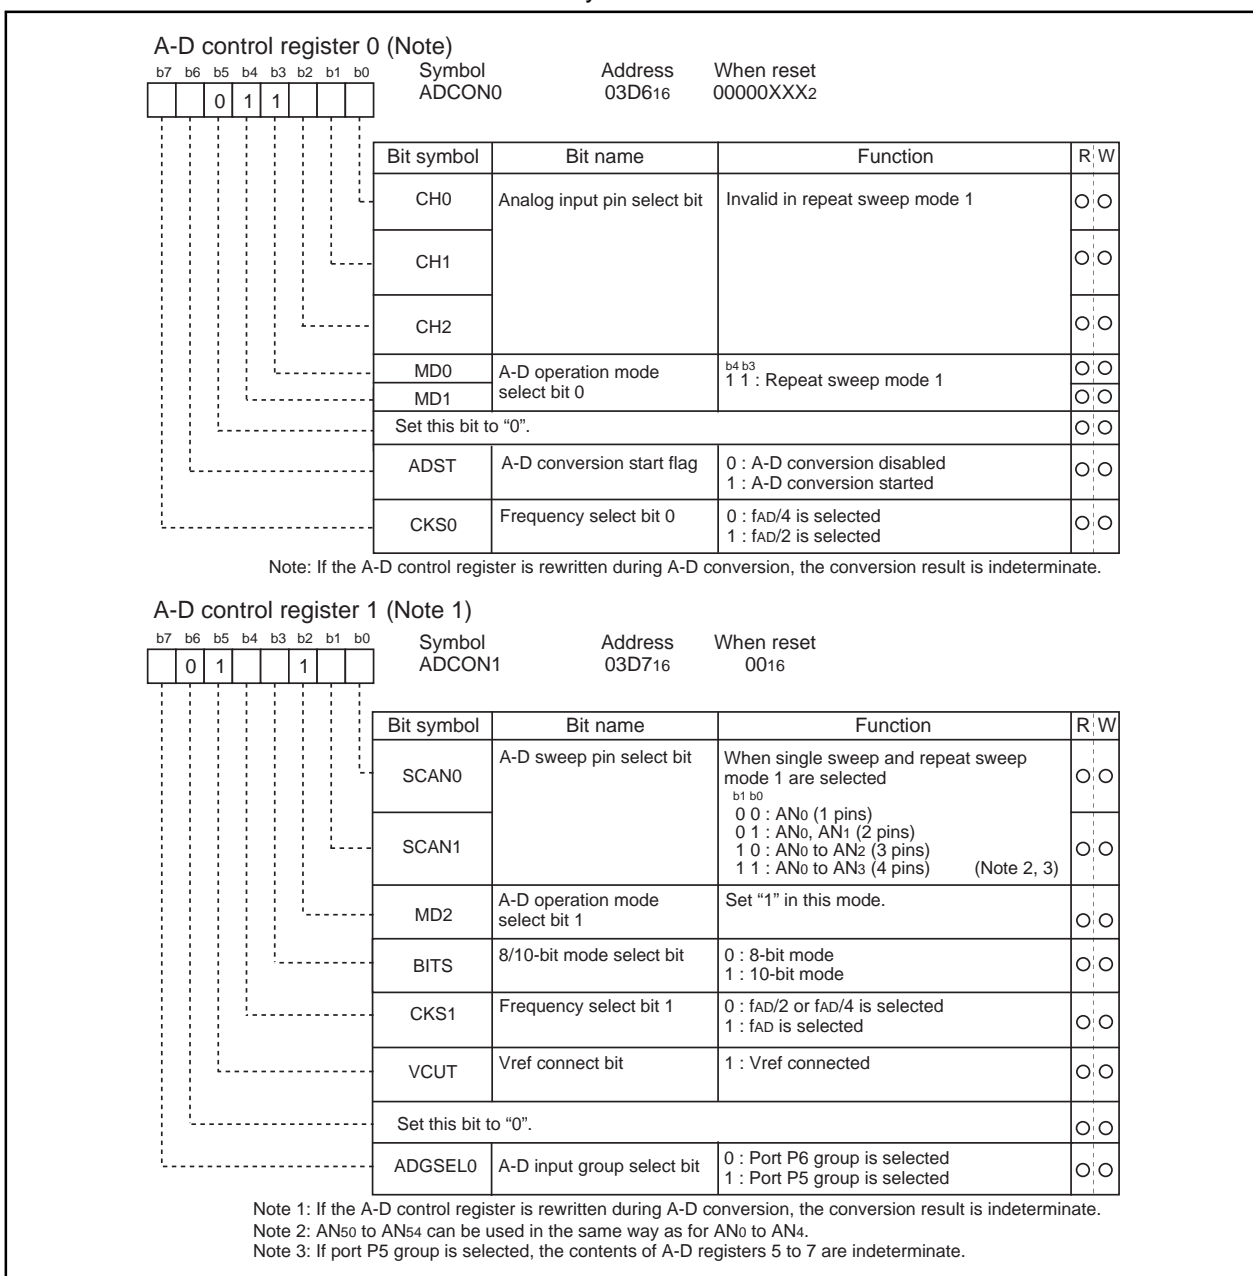 A-D control register 0 (Note)
b7 b6 b5 b4 b3 b2 b1 b0
0 1 1
Symbol Address When reset
ADCON0 03D616 00000XXX2
Bit symbol Bit name Function R W
CH0 Analog input pin select bit Invalid in repeat sweep mode 1
CH1
CH2
MD0 A-D operation mode select bit 0 b4 b3
1 1 : Repeat sweep mode 1
MD1
Set this bit to “0”.
ADST A-D conversion start flag 0 : A-D conversion disabled
1 : A-D conversion started
CKS0 Frequency select bit 0 0 : fAD/4 is selected
1 : fAD/2 is selected
Note: If the A-D control register is rewritten during A-D conversion, the conversion result is indeterminate.
A-D control register 1 (Note 1)
b7 b6 b5 b4 b3 b2 b1 b0
0 1 1
Symbol Address When reset
ADCON1 03D716 0016
Bit symbol Bit name Function R W
SCAN0 A-D sweep pin select bit When single sweep and repeat sweep
mode 1 are selected
b1 b0
0 0 : AN0 (1 pins)
0 1 : AN0, AN1 (2 pins)
SCAN1 1 0 : AN0 to AN2 (3 pins)
1 1 : AN0 to AN3 (4 pins) (Note 2, 3)
MD2 A-D operation mode select bit 1 Set “1” in this mode.
BITS 8/10-bit mode select bit 0 : 8-bit mode
1 : 10-bit mode
CKS1 Frequency select bit 1 0 : fAD/2 or fAD/4 is selected
1 : fAD is selected
VCUT Vref connect bit 1 : Vref connected
Set this bit to “0”.
ADGSEL0 A-D input group select bit 0 : Port P6 group is selected
1 : Port P5 group is selected
Note 1: If the A-D control register is rewritten during A-D conversion, the conversion result is indeterminate.
Note 2: AN50 to AN54 can be used in the same way as for AN0 to AN4.
Note 3: If port P5 group is selected, the contents of A-D registers 5 to 7 are indeterminate.